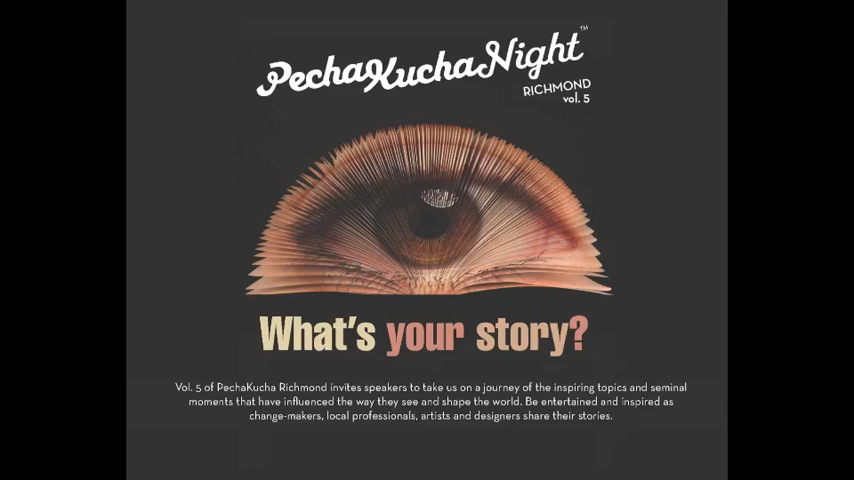 PechaKucha Night™
RICHMOND
vol. 5
What's your story?
Vol. 5 of PechaKucha Richmond invites speakers to take us on a journey of the inspiring topics and seminal
moments that have influenced the way they see and shape the world. Be entertained and inspired as
change-makers, local professionals, artists and designers share their stories.